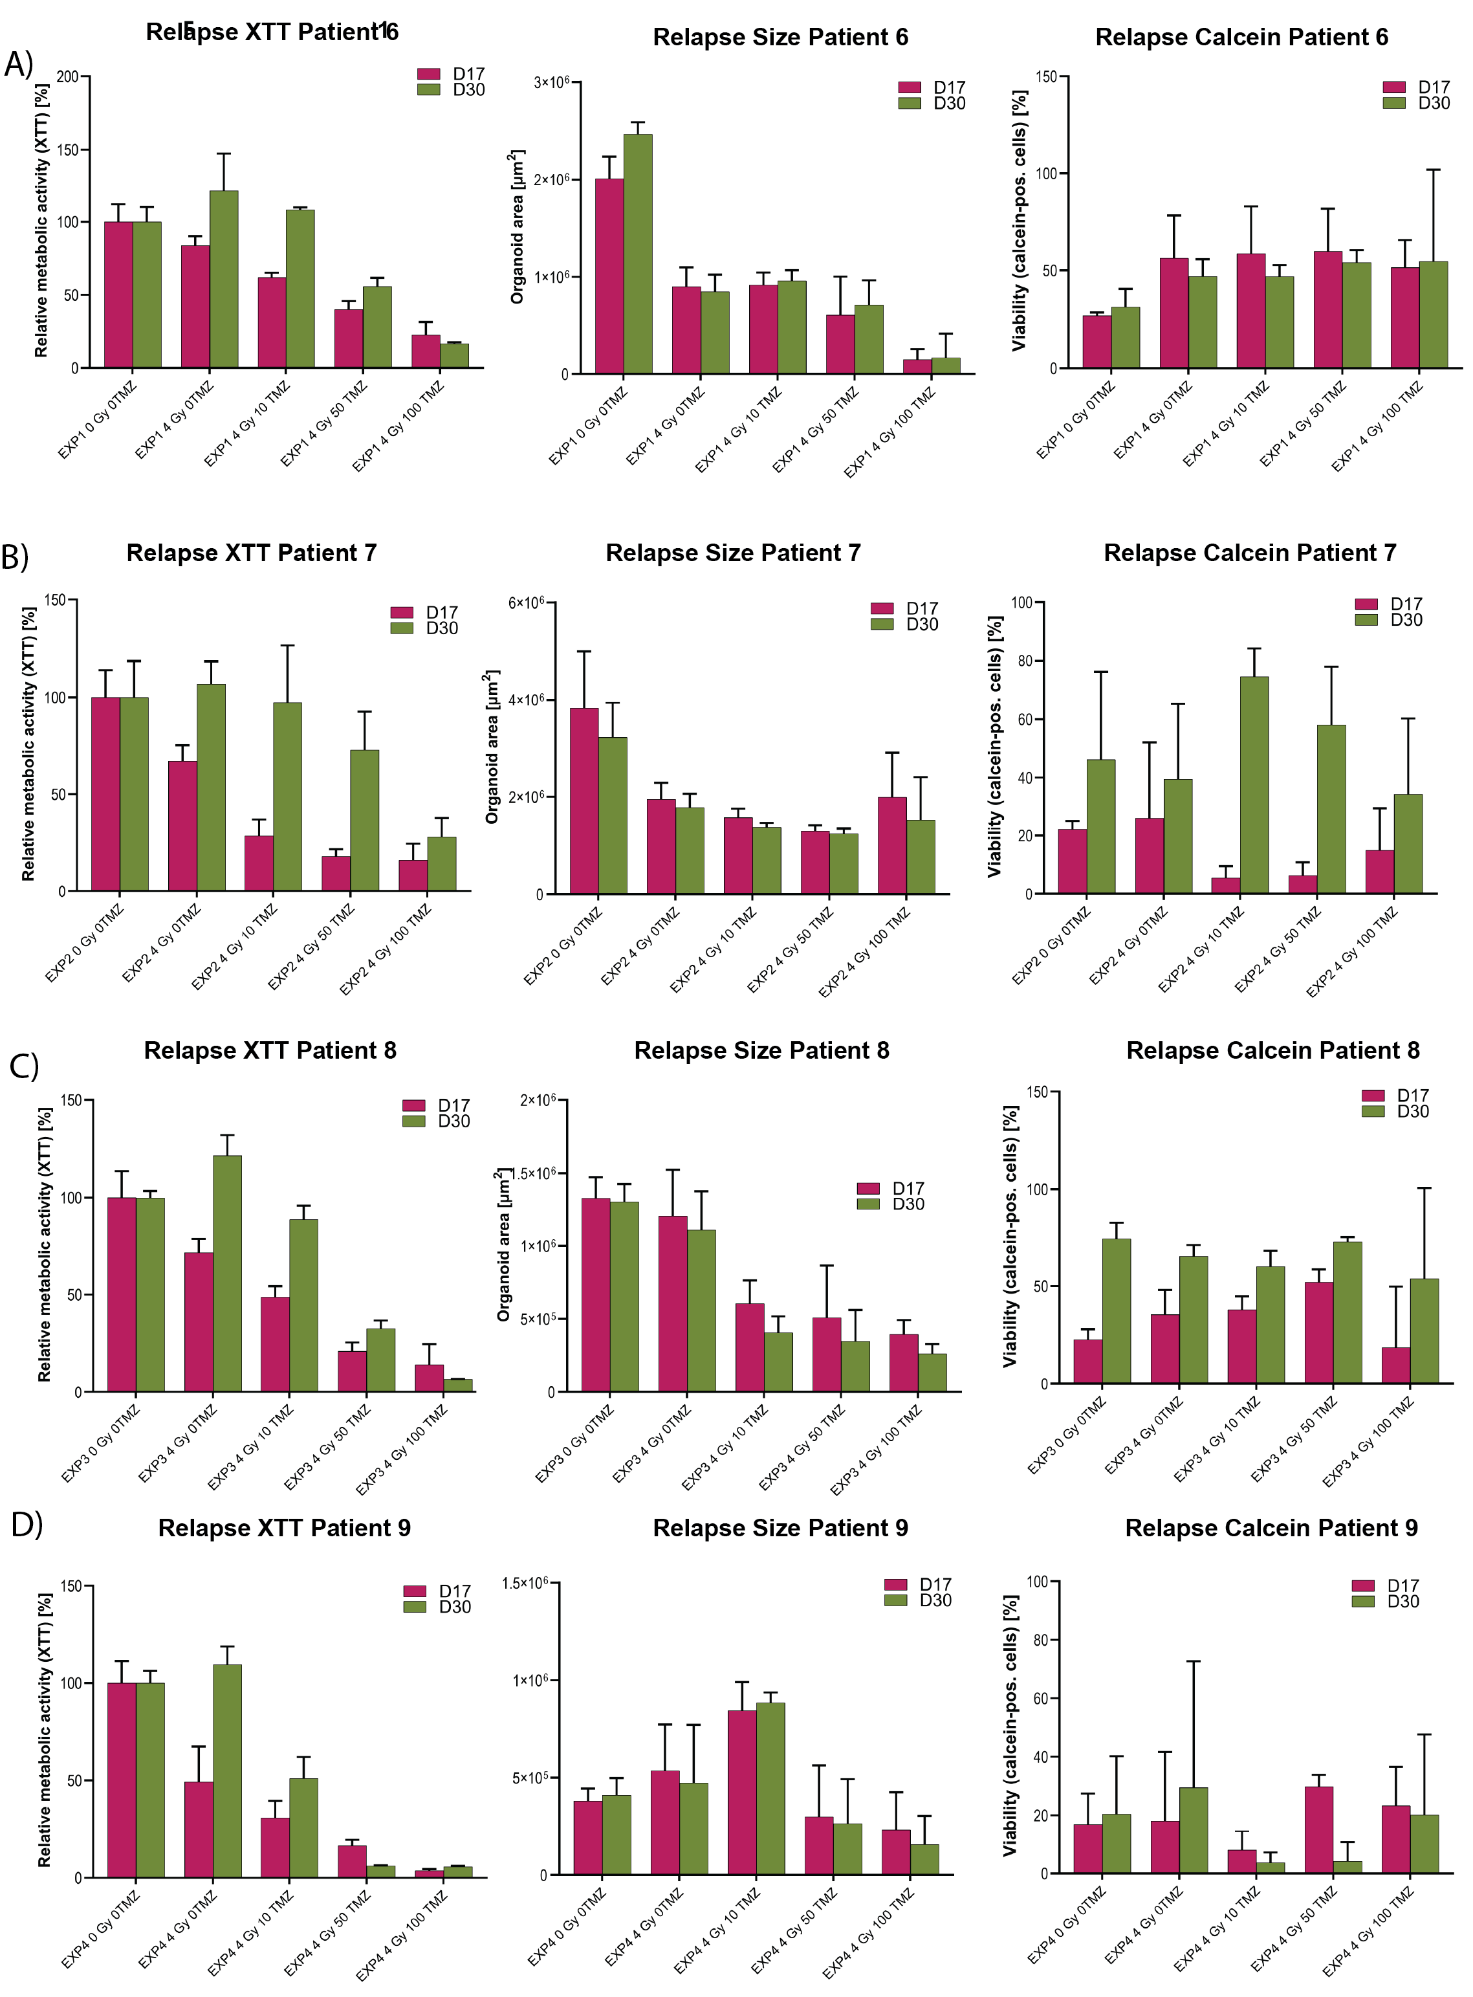 A)
Relapse XTT Patient 6
Relative metabolic activity (XTT) [%]
200
150
100
50
0
D17
D30
EXP1 0 Gy 0TMZ
EXP1 4 Gy 0TMZ
EXP1 4 Gy 10 TMZ
EXP1 4 Gy 50 TMZ
EXP1 4 Gy 100 TMZ
Relapse Size Patient 6
Organoid area [µm²]
3×10⁶
2×10⁶
1×10⁶
0
D17
D30
EXP1 0 Gy 0TMZ
EXP1 4 Gy 0TMZ
EXP1 4 Gy 10 TMZ
EXP1 4 Gy 50 TMZ
EXP1 4 Gy 100 TMZ
Relapse Calcein Patient 6
Viability (calcein-pos. cells) [%]
150
100
50
0
D17
D30
EXP1 0 Gy 0TMZ
EXP1 4 Gy 0TMZ
EXP1 4 Gy 10 TMZ
EXP1 4 Gy 50 TMZ
EXP1 4 Gy 100 TMZ
B)
Relapse XTT Patient 7
Relative metabolic activity (XTT) [%]
150
100
50
0
D17
D30
EXP2 0 Gy 0TMZ
EXP2 4 Gy 0TMZ
EXP2 4 Gy 10 TMZ
EXP2 4 Gy 50 TMZ
EXP2 4 Gy 100 TMZ
Relapse Size Patient 7
Organoid area [µm²]
6×10⁶
4×10⁶
2×10⁶
0
D17
D30
EXP2 0 Gy 0TMZ
EXP2 4 Gy 0TMZ
EXP2 4 Gy 10 TMZ
EXP2 4 Gy 50 TMZ
EXP2 4 Gy 100 TMZ
Relapse Calcein Patient 7
Viability (calcein-pos. cells) [%]
100
80
60
40
20
0
D17
D30
EXP2 0 Gy 0TMZ
EXP2 4 Gy 0TMZ
EXP2 4 Gy 10 TMZ
EXP2 4 Gy 50 TMZ
EXP2 4 Gy 100 TMZ
C)
Relapse XTT Patient 8
Relative metabolic activity (XTT) [%]
150
100
50
0
D17
D30
EXP3 0 Gy 0TMZ
EXP3 4 Gy 0TMZ
EXP3 4 Gy 10 TMZ
EXP3 4 Gy 50 TMZ
EXP3 4 Gy 100 TMZ
Relapse Size Patient 8
Organoid area [µm²]
2×10⁶
1.5×10⁶
1×10⁶
5×10⁵
0
D17
D30
EXP3 0 Gy 0TMZ
EXP3 4 Gy 0TMZ
EXP3 4 Gy 10 TMZ
EXP3 4 Gy 50 TMZ
EXP3 4 Gy 100 TMZ
Relapse Calcein Patient 8
Viability (calcein-pos. cells) [%]
150
100
50
0
D17
D30
EXP3 0 Gy 0TMZ
EXP3 4 Gy 0TMZ
EXP3 4 Gy 10 TMZ
EXP3 4 Gy 50 TMZ
EXP3 4 Gy 100 TMZ
D)
Relapse XTT Patient 9
Relative metabolic activity (XTT) [%]
150
100
50
0
D17
D30
EXP4 0 Gy 0TMZ
EXP4 4 Gy 0TMZ
EXP4 4 Gy 10 TMZ
EXP4 4 Gy 50 TMZ
EXP4 4 Gy 100 TMZ
Relapse Size Patient 9
1.5×10⁶
1×10⁶
5×10⁵
0
D17
D30
EXP4 0 Gy 0TMZ
EXP4 4 Gy 0TMZ
EXP4 4 Gy 10 TMZ
EXP4 4 Gy 50 TMZ
EXP4 4 Gy 100 TMZ
Relapse Calcein Patient 9
Viability (calcein-pos. cells) [%]
100
80
60
40
20
0
D17
D30
EXP4 0 Gy 0TMZ
EXP4 4 Gy 0TMZ
EXP4 4 Gy 10 TMZ
EXP4 4 Gy 50 TMZ
EXP4 4 Gy 100 TMZ